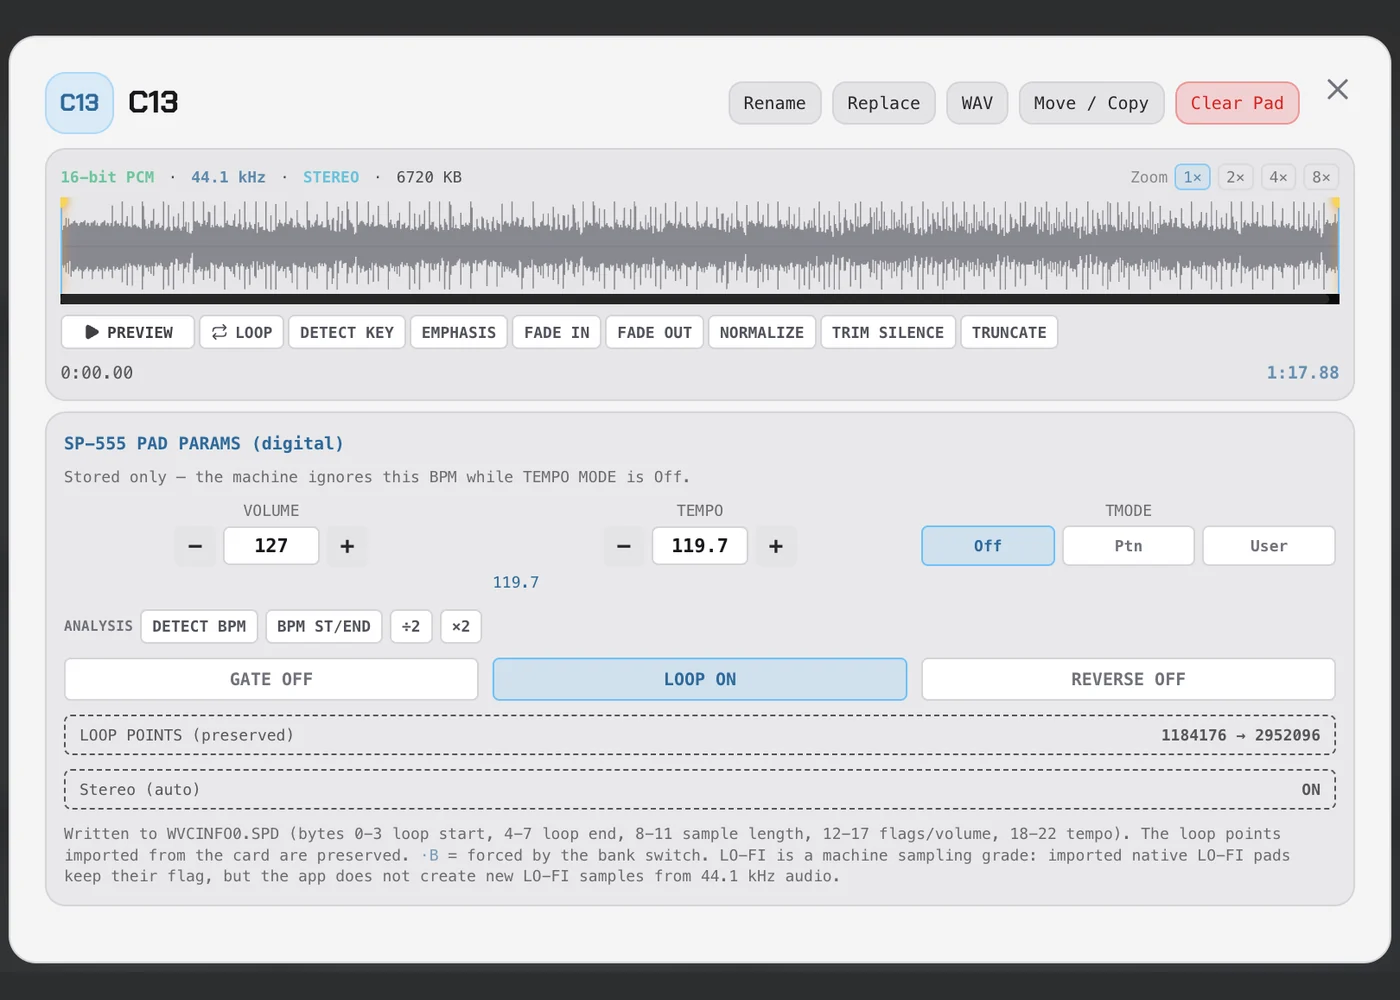 C13 C13 Rename Replace WAV Move / Copy Clear Pad
16-bit PCM · 44.1 kHz · STEREO · 6720 KB Zoom 1× 2× 4× 8×
PREVIEW LOOP DETECT KEY EMPHASIS FADE IN FADE OUT NORMALIZE TRIM SILENCE TRUNCATE
0:00.00 1:17.88
SP-555 PAD PARAMS (digital)
Stored only — the machine ignores this BPM while TEMPO MODE is Off.
VOLUME TEMPO TMODE
− 127 + − 119.7 + Off Ptn User
119.7
ANALYSIS DETECT BPM BPM ST/END ÷2 ×2
GATE OFF LOOP ON REVERSE OFF
LOOP POINTS (preserved) 1184176 → 2952096
Stereo (auto) ON
Written to WVCINFO0.SPD (bytes 0-3 loop start, 4-7 loop end, 8-11 sample length, 12-17 flags/volume, 18-22 tempo). The loop points
imported from the card are preserved. ·B = forced by the bank switch. LO-FI is a machine sampling grade: imported native LO-FI pads
keep their flag, but the app does not create new LO-FI samples from 44.1 kHz audio.